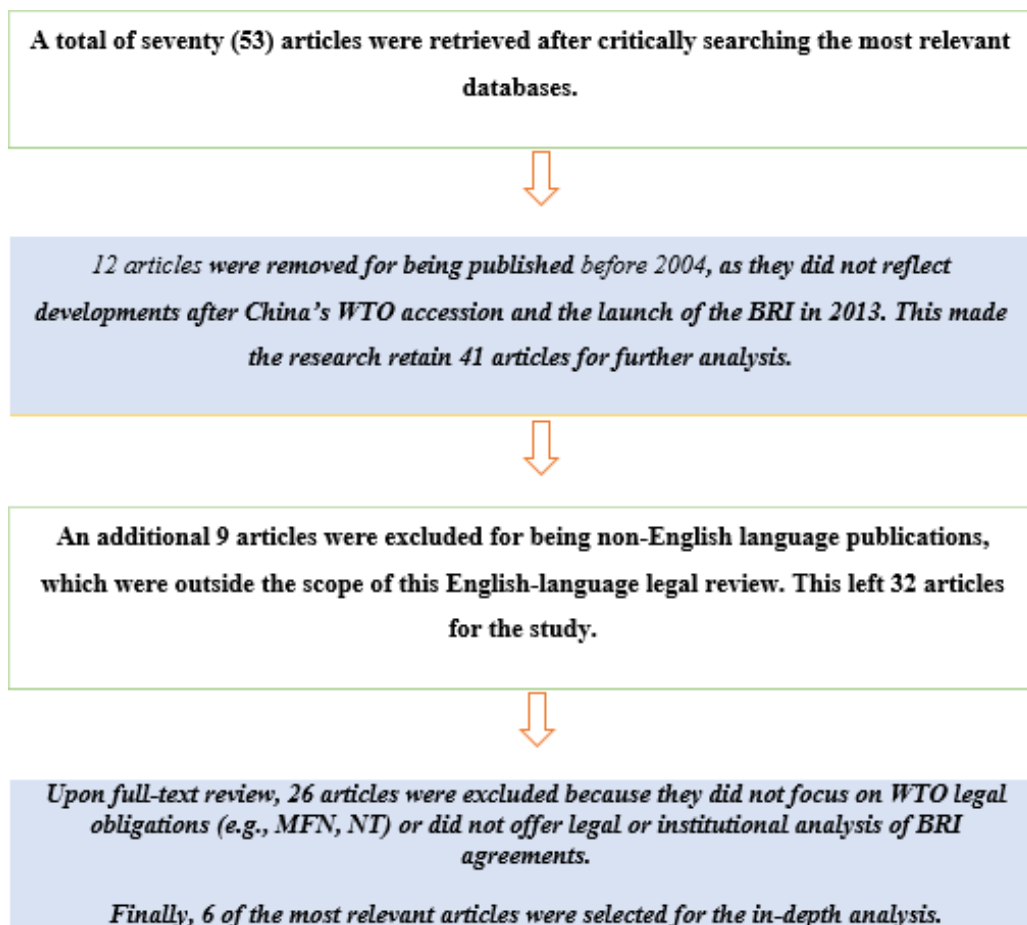 A total of seventy (53) articles were retrieved after critically searching the most relevant
databases.
12 articles were removed for being published before 2004, as they did not reflect
developments after China's WTO accession and the launch of the BRI in 2013. This made
the research retain 41 articles for further analysis.
An additional 9 articles were excluded for being non-English language publications,
which were outside the scope of this English-language legal review. This left 32 articles
for the study.
Upon full-text review, 26 articles were excluded because they did not focus on WTO legal
obligations (e.g., MFN, NT) or did not offer legal or institutional analysis of BRI
agreements.
Finally, 6 of the most relevant articles were selected for the in-depth analysis.